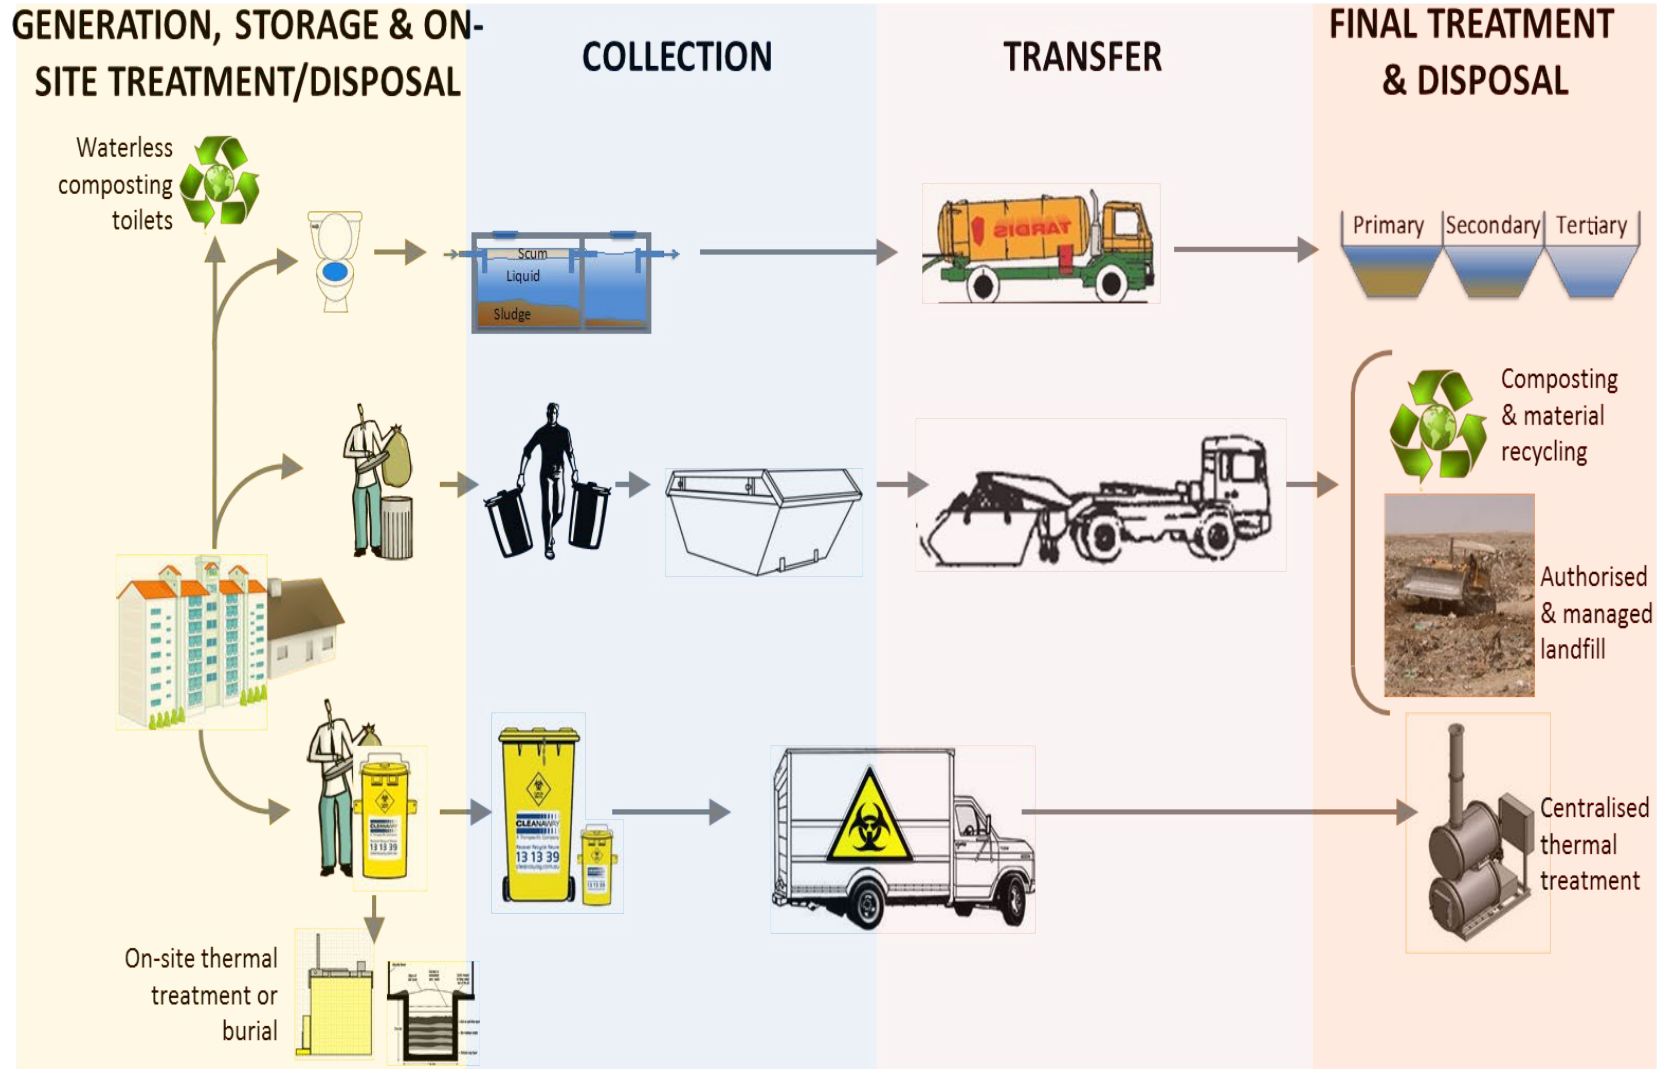 GENERATION, STORAGE & ON-
SITE TREATMENT/DISPOSAL
COLLECTION
TRANSFER
FINAL TREATMENT
& DISPOSAL
Waterless
composting
toilets
Scum
Liquid
Sludge
TARDIS
Primary
Secondary
Tertiary
Composting
& material
recycling
Authorised
& managed
landfill
CLEANAWAY
13 13 39
CLEANAWAY
13 13 39
Centralised
thermal
treatment
On-site thermal
treatment or
burial